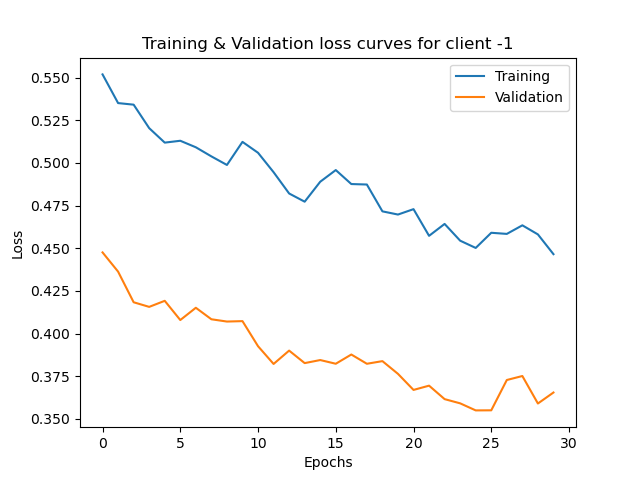 Training & Validation loss curves for client -1
Training
Validation
0.550
0.525
0.500
0.475
0.450
0.425
0.400
0.375
0.350
Loss
0 5 10 15 20 25 30
Epochs